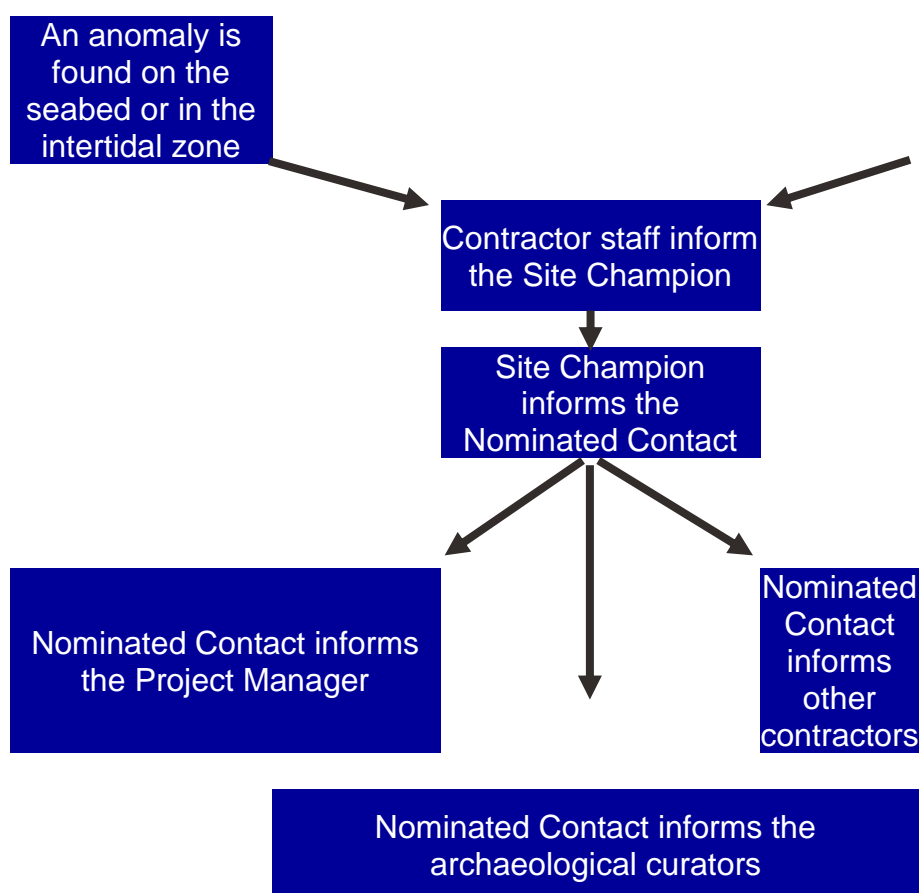 An anomaly is
found on the
seabed or in the
intertidal zone
Contractor staff inform
the Site Champion
Site Champion
informs the
Nominated Contact
Nominated Contact informs
the Project Manager
Nominated
Contact
informs
other
contractors
Nominated Contact informs the
archaeological curators